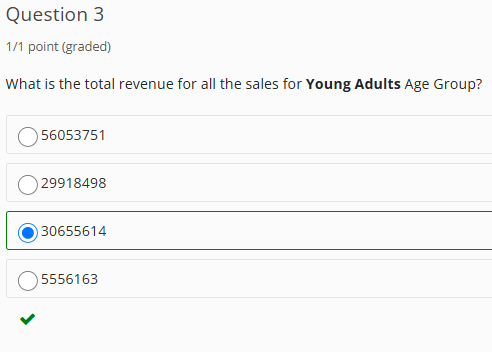 Question 3
1/1 point (graded)
What is the total revenue for all the sales for Young Adults Age Group?
56053751
29918498
30655614
5556163